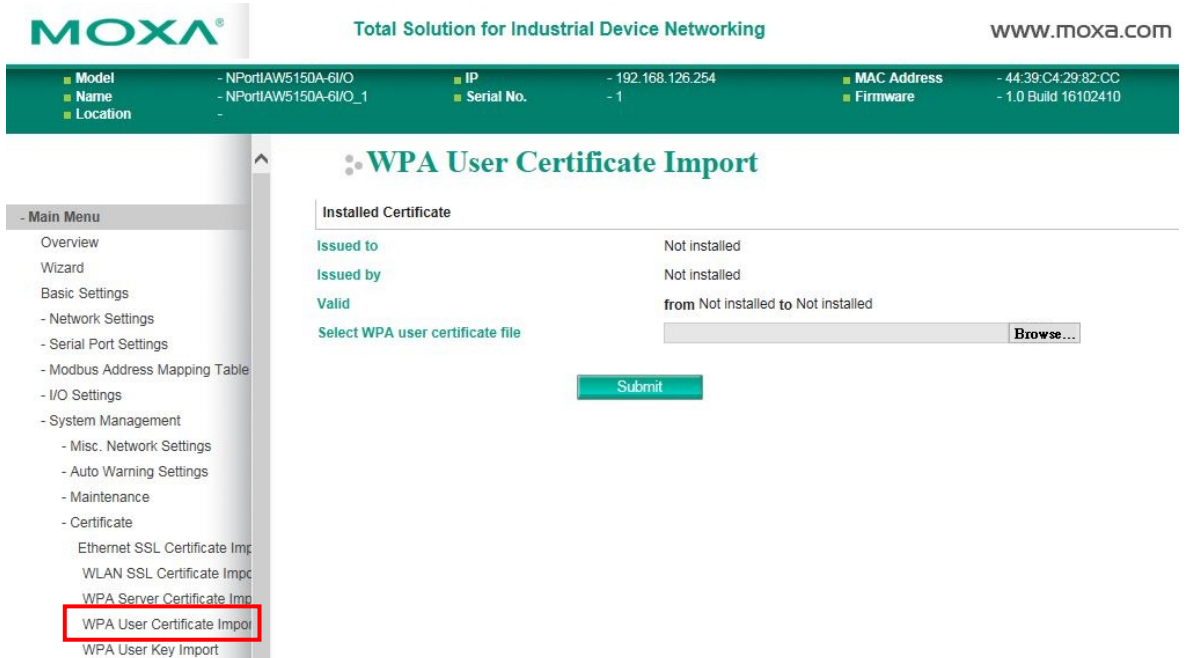 MOXA®
Total Solution for Industrial Device Networking
www.moxa.com
Model - NPortIAW5150A-6I/O IP - 192.168.126.254 MAC Address - 44:39:C4:29:82:CC
Name - NPortIAW5150A-6I/O_1 Serial No. - 1 Firmware - 1.0 Build 16102410
Location -
WPA User Certificate Import
- Main Menu
Overview
Wizard
Basic Settings
- Network Settings
- Serial Port Settings
- Modbus Address Mapping Table
- I/O Settings
- System Management
- Misc. Network Settings
- Auto Warning Settings
- Maintenance
- Certificate
Ethernet SSL Certificate Imp
WLAN SSL Certificate Impo
WPA Server Certificate Imp
WPA User Certificate Impor
WPA User Key Import
Installed Certificate
Issued to Not installed
Issued by Not installed
Valid from Not installed to Not installed
Select WPA user certificate file Browse...
Submit